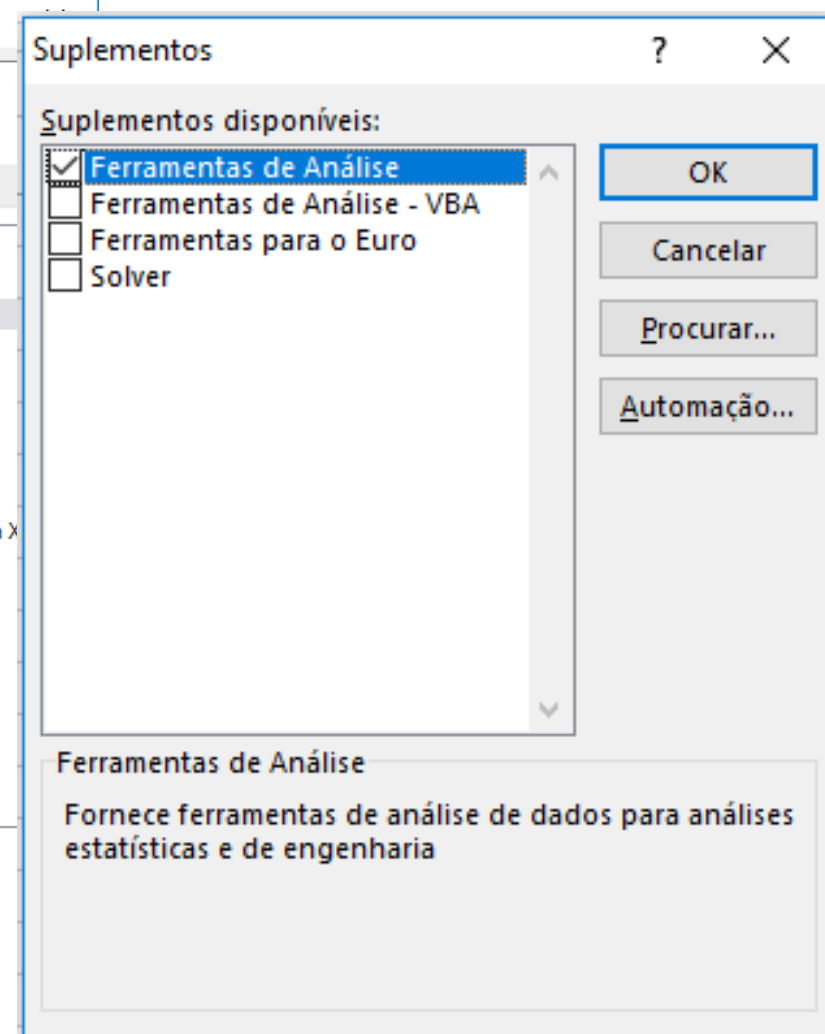 Suplementos
Suplementos disponíveis:
Ferramentas de Análise
Ferramentas de Análise - VBA
Ferramentas para o Euro
Solver
OK
Cancelar
Procurar...
Automação...
Ferramentas de Análise
Fornece ferramentas de análise de dados para análises
estatísticas e de engenharia